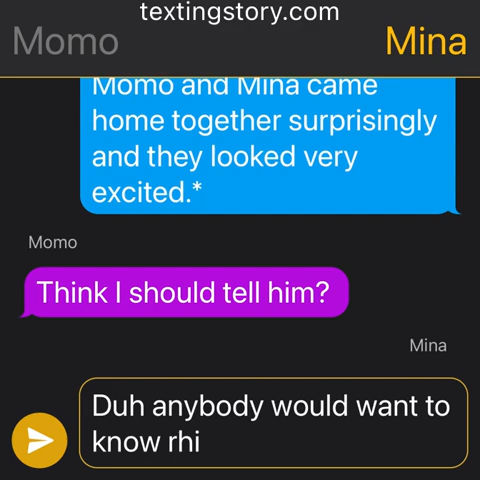 textingstory.com
Momo Mina
Momo and Mina came
home together surprisingly
and they looked very
excited.*
Momo
Think I should tell him?
Mina
Duh anybody would want to
know rhi